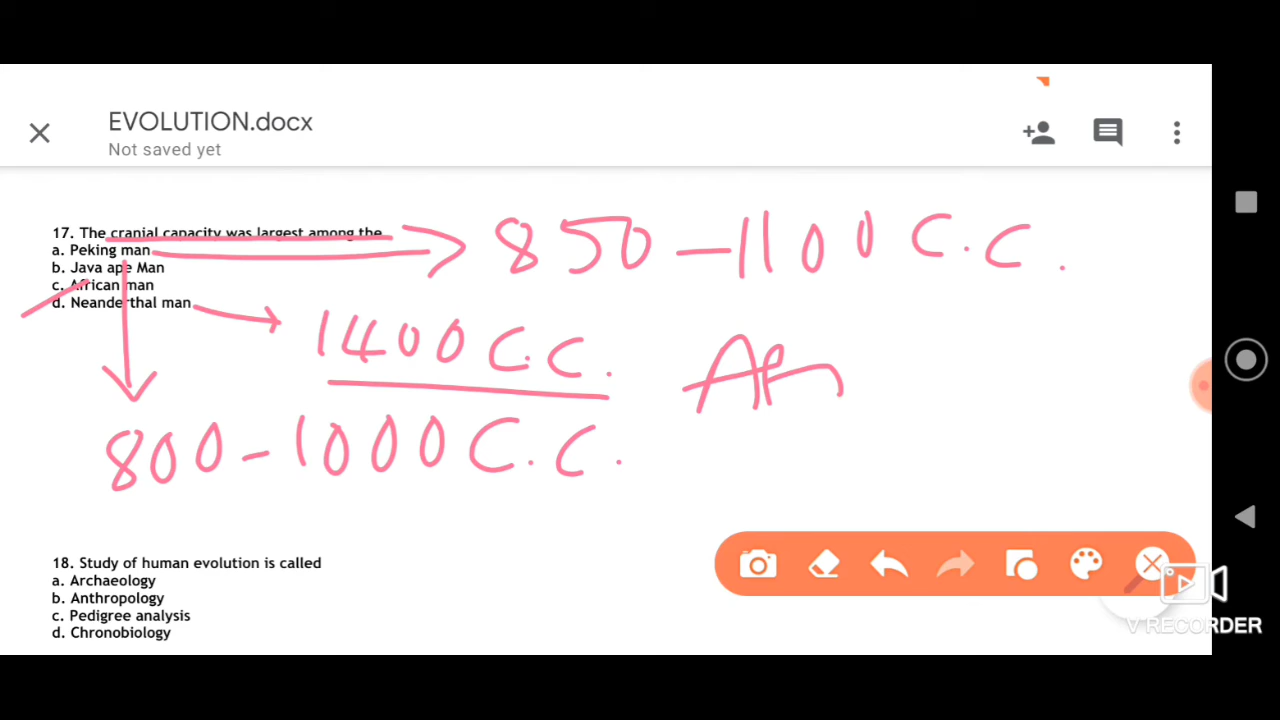 EVOLUTION.docx
Not saved yet
17. The cranial capacity was largest among the
850-1100 C.C.
a. Peking man
b. Java ape Man
c. African man
d. Neanderthal man
1400 C.C.
800-1000 C.C.
18. Study of human evolution is called
a. Archaeology
b. Anthropology
c. Pedigree analysis
d. Chronobiology
V RECORDER